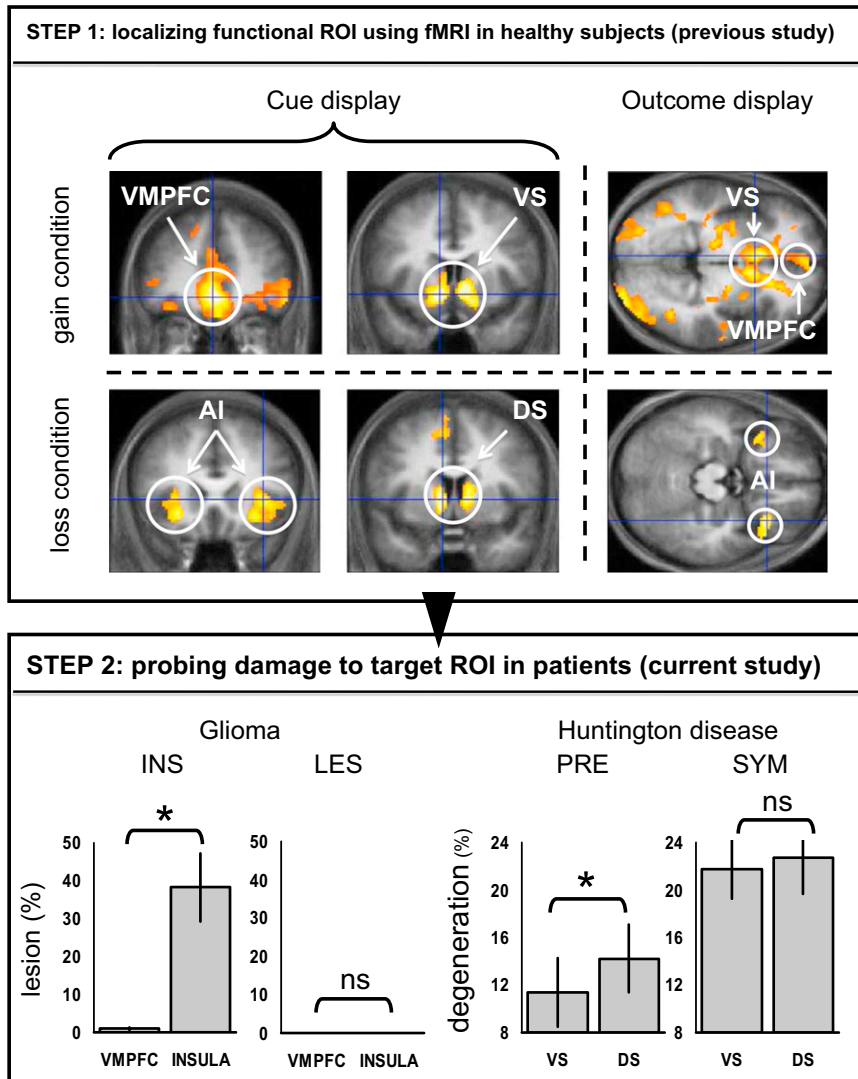 STEP 1: localizing functional ROI using fMRI in healthy subjects (previous study)
Cue display
Outcome display
gain condition
VMPFC
VS
VS
VMPFC
loss condition
AI
DS
AI
STEP 2: probing damage to target ROI in patients (current study)
Glioma
Huntington disease
INS
LES
PRE
SYM
lesion (%)
50
40
30
20
10
0
*
VMPFC
INSULA
50
40
30
20
10
0
ns
VMPFC
INSULA
degeneration (%)
24
20
16
12
8
*
VS
DS
24
20
16
12
8
ns
VS
DS